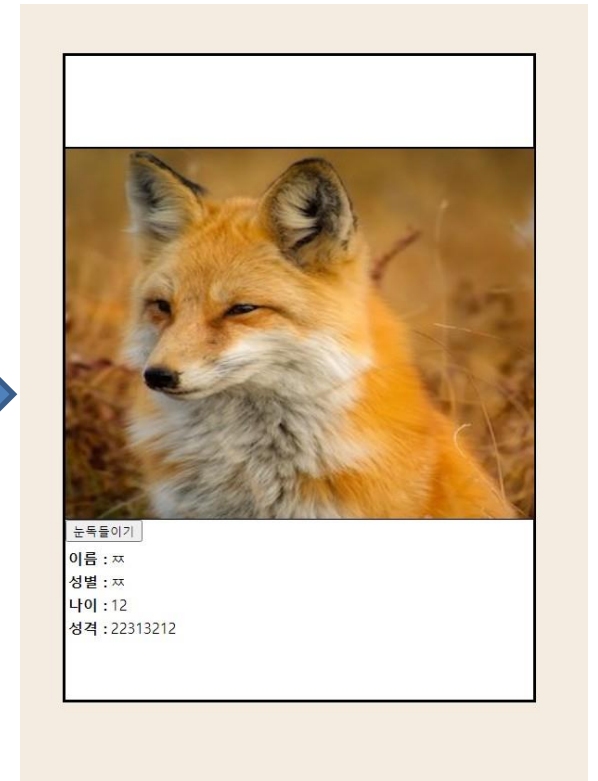 눈독들이기
이름 : ㅉ
성별 : ㅉ
나이 : 12
성격 : 22313212